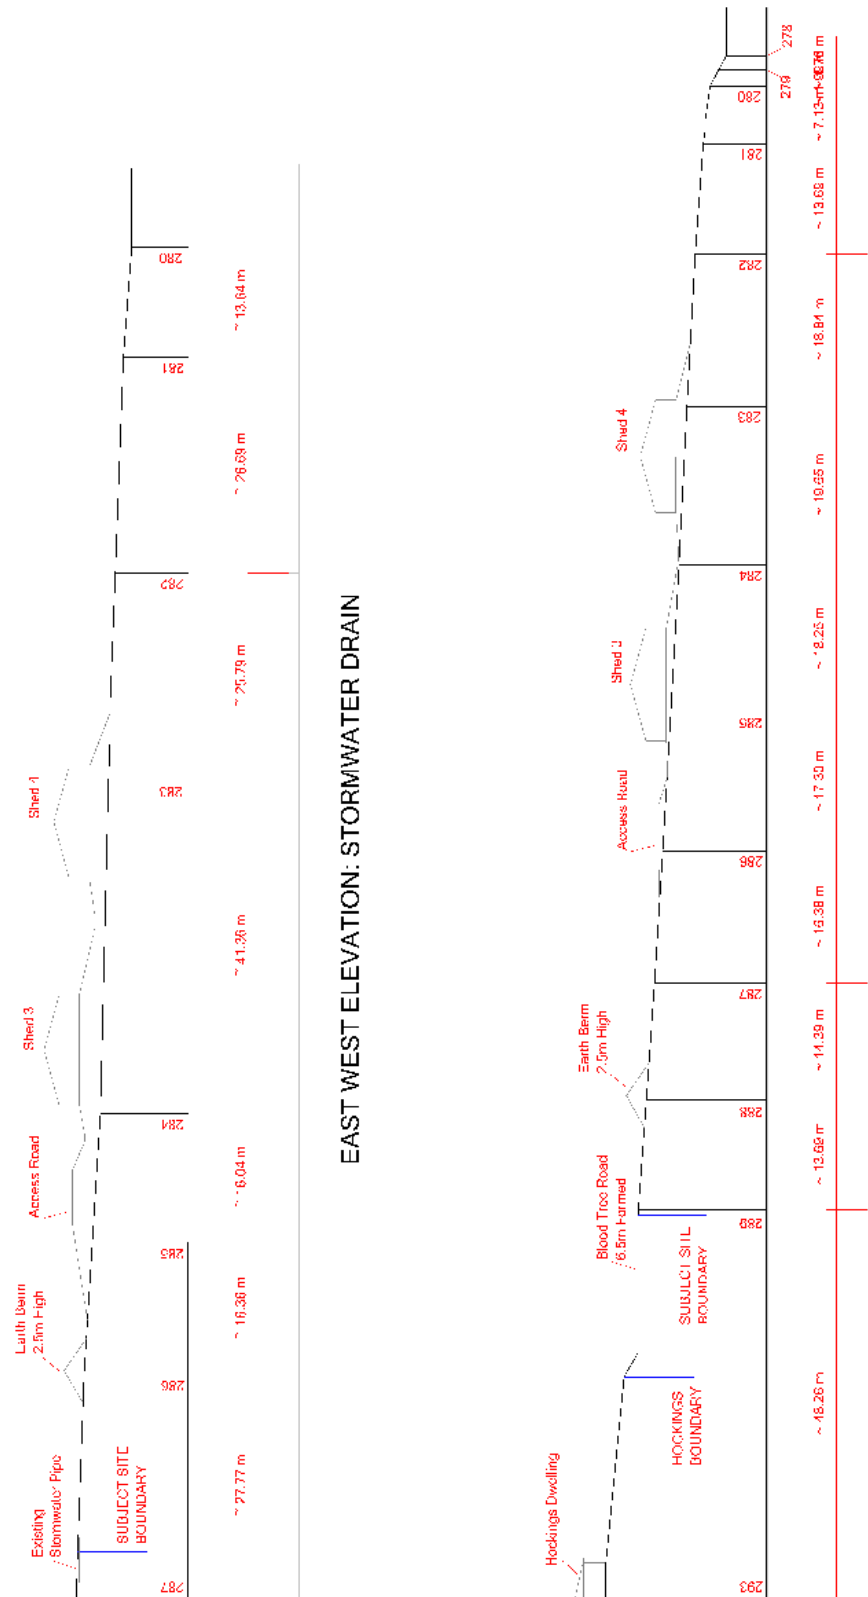 280
~ 13.64 m
281
~ 26.69 m
282
~ 25.79 m
283
Shed 4
~ 41.36 m
Shed 3
284
Access Road
285
~ 16.36 m
Earth Berm
2.5m High
286
~ 27.77 m
SUBJECT SITE
BOUNDARY
Existing
Stormwater Pipe
287
EAST WEST ELEVATION: STORMWATER DRAIN
278
279
280
281
~ 13.69 m
282
~ 18.84 m
283
Shed 4
~ 19.65 m
284
~ 18.25 m
Shed 3
285
~ 17.30 m
Access Road
286
~ 16.38 m
287
~ 14.39 m
Earth Berm
2.5m High
288
~ 13.69 m
289
Blood Tree Road
6.5m Formed
SUBJECT SITE
BOUNDARY
HOCKINGS
BOUNDARY
~ 48.26 m
Hockings Dwelling
293